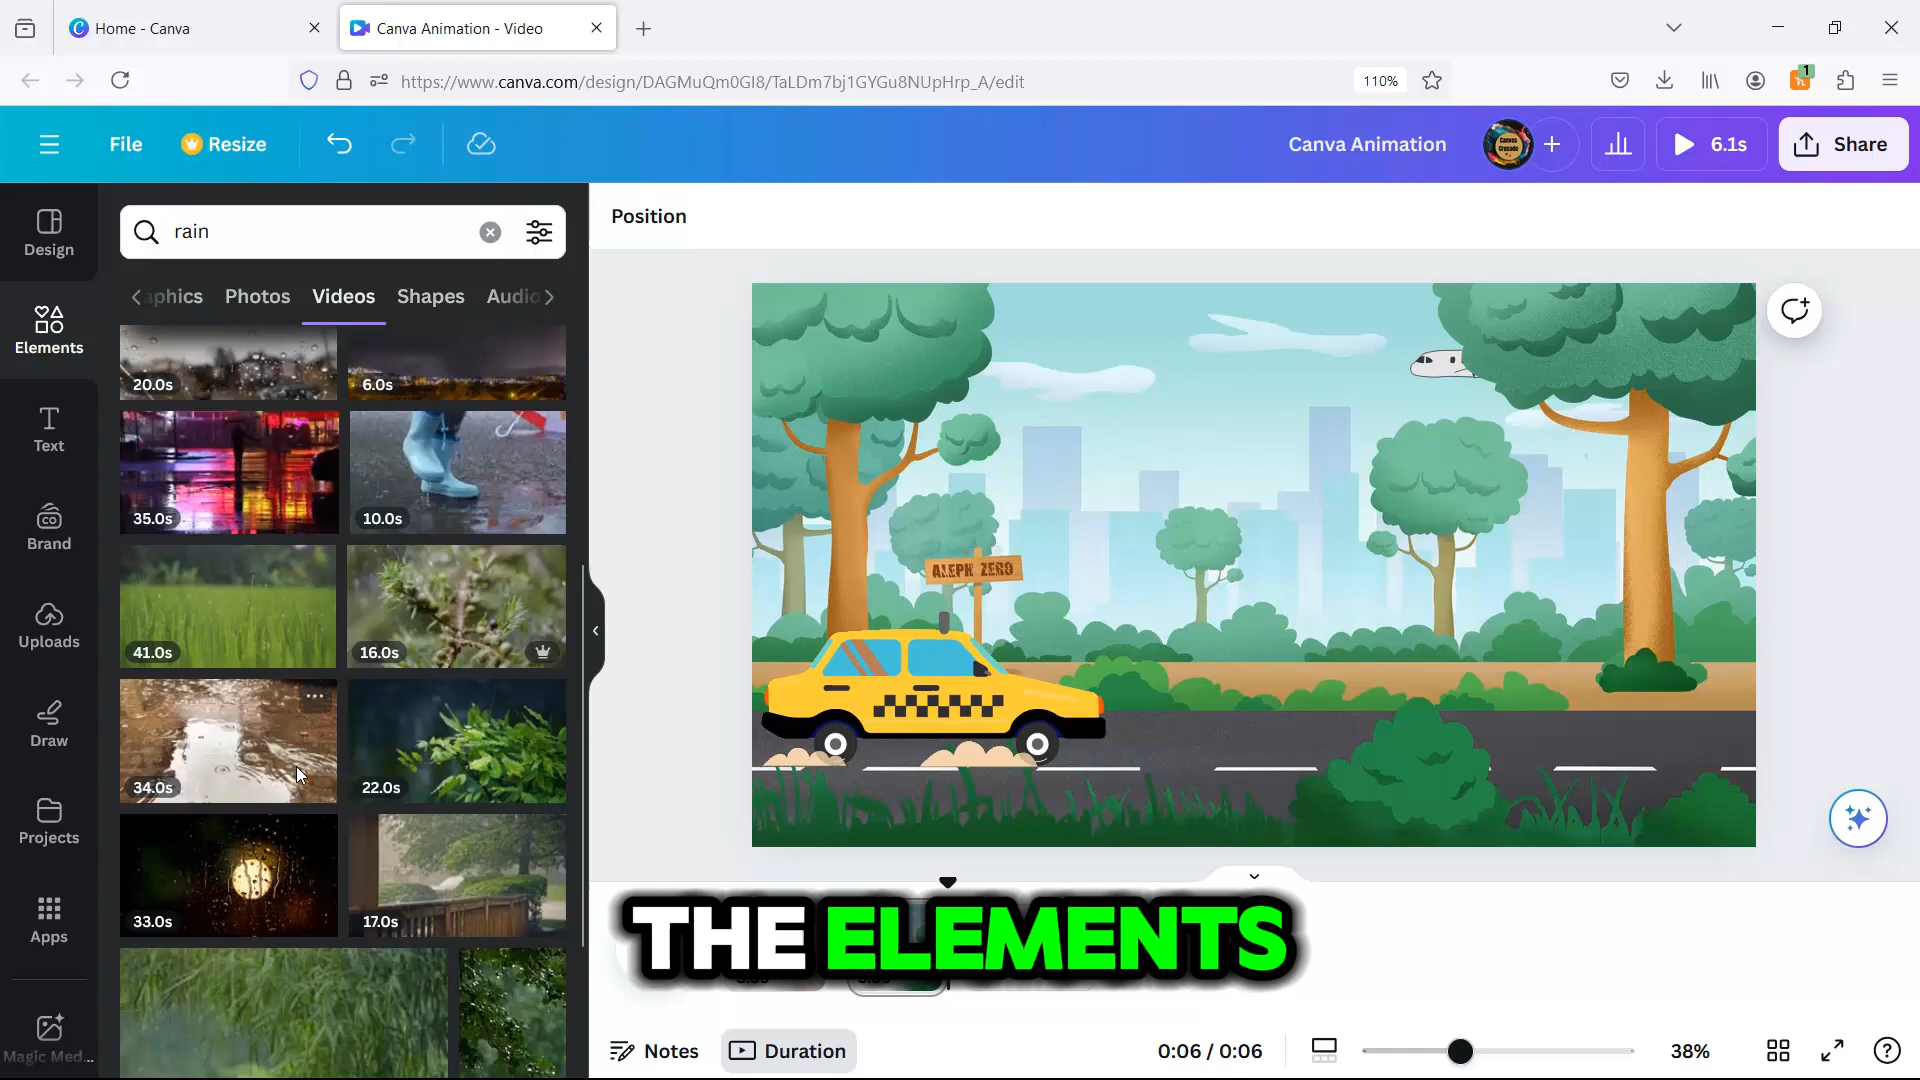 Home - Canva
Canva Animation - Video
https://www.canva.com/design/DAGMuQm0GI8/TaLDm7bj1GYGu8NUpHrp_A/edit
110%
1
File
Resize
Canva Animation
6.1s
Share
Design
Elements
Text
Brand
Uploads
Draw
Projects
Apps
Magic Med...
rain
aphics
Photos
Videos
Shapes
Audio
20.0s
6.0s
35.0s
10.0s
41.0s
16.0s
34.0s
22.0s
33.0s
17.0s
Position
ALEPH ZERO
THE ELEMENTS
Notes
Duration
0:06 / 0:06
38%